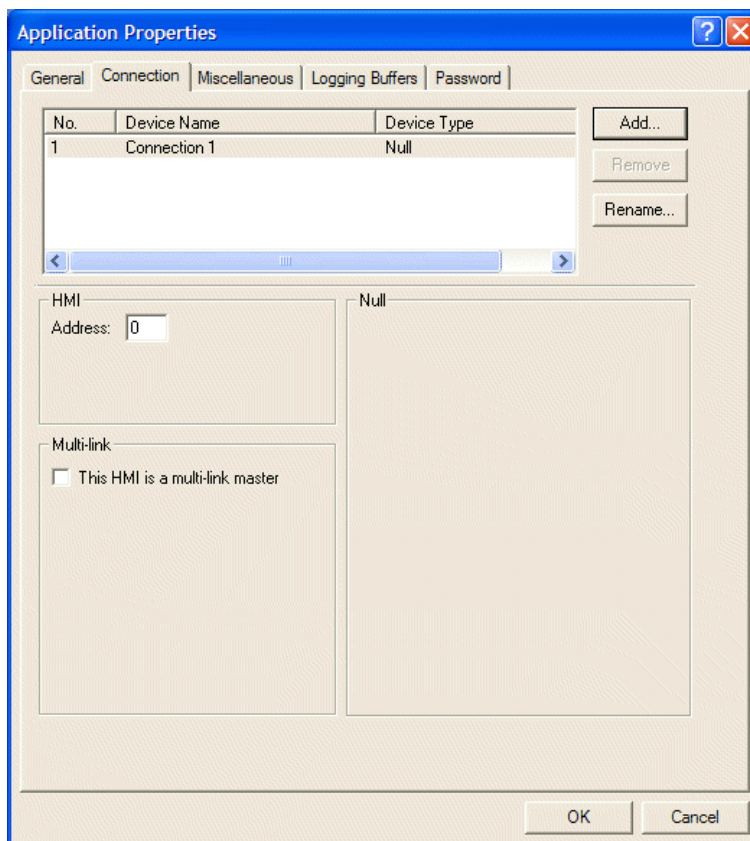 Application Properties
General Connection Miscellaneous Logging Buffers Password
No. Device Name Device Type
1 Connection 1 Null
Add...
Remove
Rename...
HMI
Address: 0
Null
Multi-link
This HMI is a multi-link master
OK Cancel